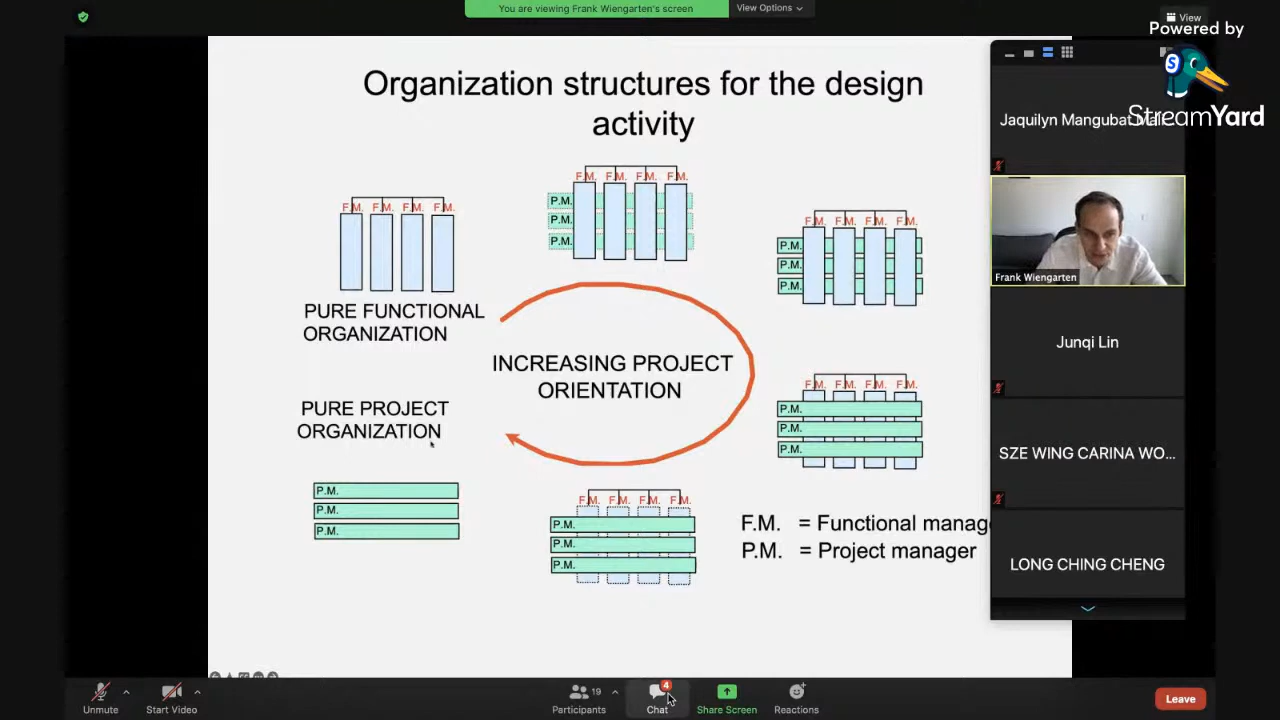 You are viewing Frank Wiengarten's screen
View Options
View
Powered by
StreamYard
Organization structures for the design
activity
F.M. F.M. F.M. F.M.
PURE FUNCTIONAL
ORGANIZATION
F.M. F.M. F.M. F.M.
P.M.
P.M.
P.M.
F.M. F.M. F.M. F.M.
P.M.
P.M.
P.M.
INCREASING PROJECT
ORIENTATION
F.M. F.M. F.M. F.M.
P.M.
P.M.
P.M.
PURE PROJECT
ORGANIZATION
P.M.
P.M.
P.M.
F.M. F.M. F.M. F.M.
P.M.
P.M.
P.M.
F.M. = Functional manage
P.M. = Project manager
Jaquilyn Mangubat
Frank Wiengarten
Junqi Lin
SZE WING CARINA WO...
LONG CHING CHENG
Unmute
Start Video
Participants 19
Chat 4
Share Screen
Reactions
Leave